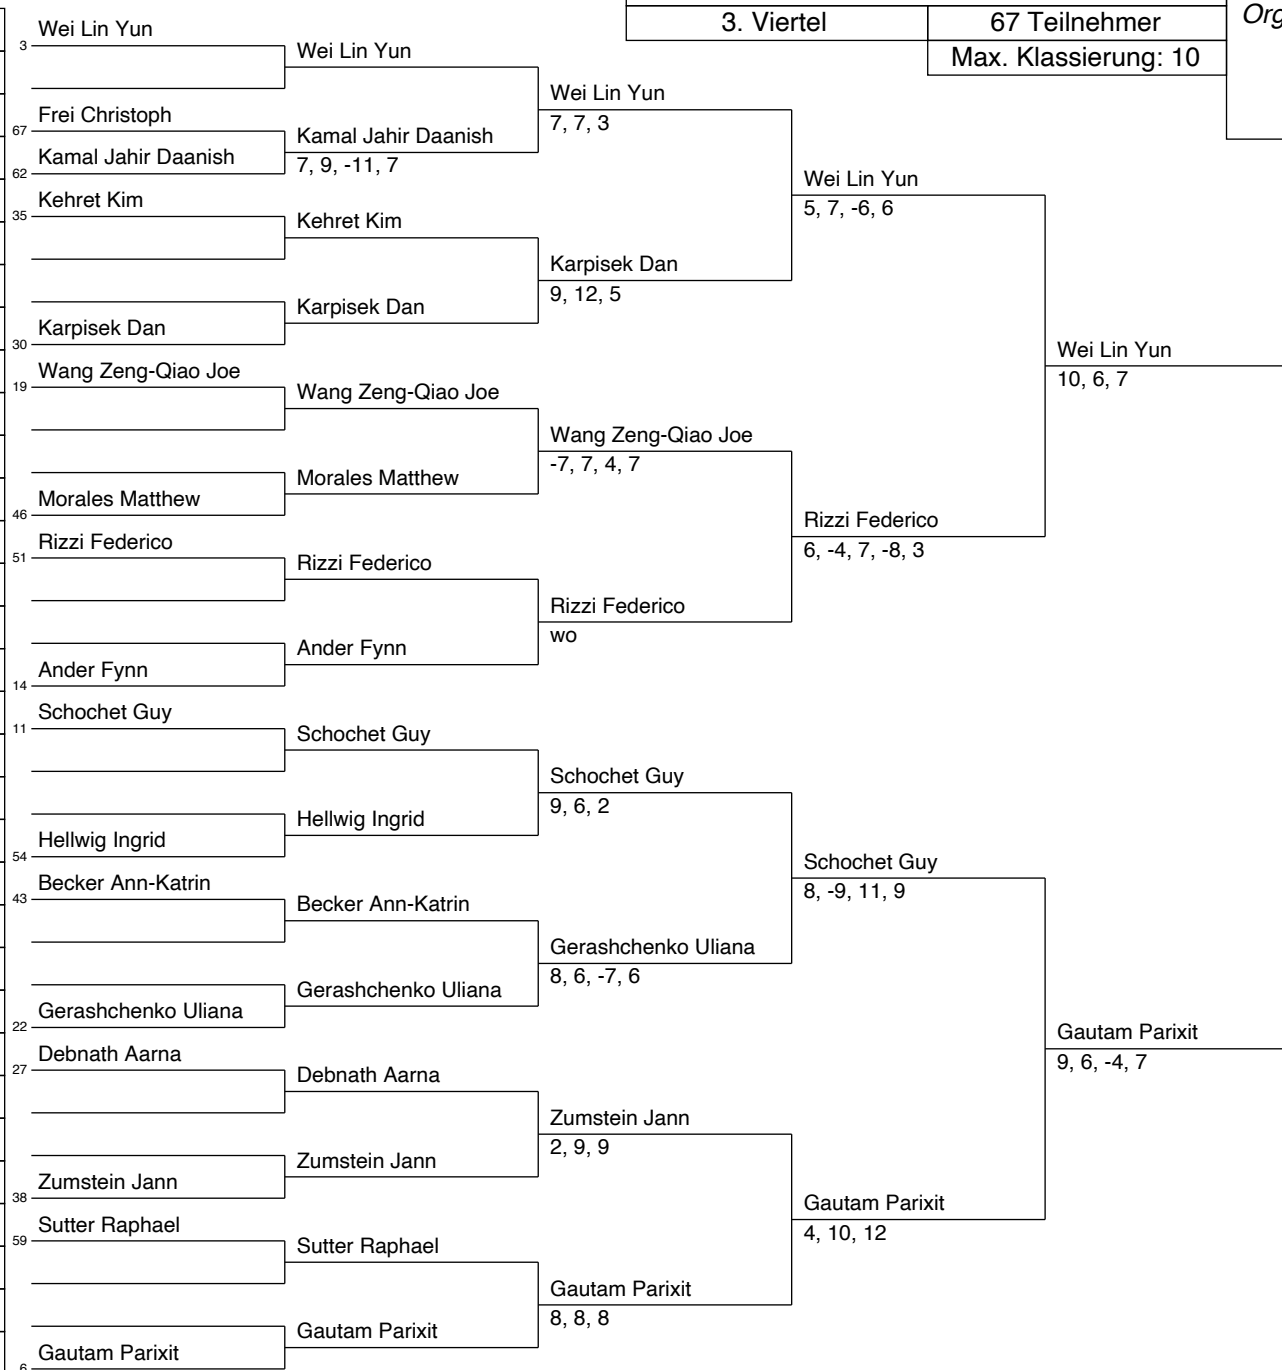 3. Viertel
67 Teilnehmer
Max. Klassierung: 10
Wei Lin Yun
3
Frei Christoph
67
Kamal Jahir Daanish
62
Kehret Kim
35
Karpisek Dan
30
Wang Zeng-Qiao Joe
19
Morales Matthew
46
Rizzi Federico
51
Ander Fynn
14
Schochet Guy
11
Hellwig Ingrid
54
Becker Ann-Katrin
43
Gerashchenko Uliana
22
Debnath Aarna
27
Zumstein Jann
38
Sutter Raphael
59
Gautam Parixit
6
Wei Lin Yun
Kamal Jahir Daanish
7, 9, -11, 7
Kehret Kim
Karpisek Dan
Wang Zeng-Qiao Joe
Morales Matthew
Rizzi Federico
Ander Fynn
Schochet Guy
Hellwig Ingrid
Becker Ann-Katrin
Gerashchenko Uliana
Debnath Aarna
Zumstein Jann
Sutter Raphael
Gautam Parixit
Wei Lin Yun
7, 7, 3
Karpisek Dan
9, 12, 5
Wang Zeng-Qiao Joe
-7, 7, 4, 7
Rizzi Federico
wo
Schochet Guy
9, 6, 2
Gerashchenko Uliana
8, 6, -7, 6
Zumstein Jann
2, 9, 9
Gautam Parixit
8, 8, 8
Wei Lin Yun
5, 7, -6, 6
Rizzi Federico
6, -4, 7, -8, 3
Schochet Guy
8, -9, 11, 9
Gautam Parixit
4, 10, 12
Wei Lin Yun
10, 6, 7
Gautam Parixit
9, 6, -4, 7